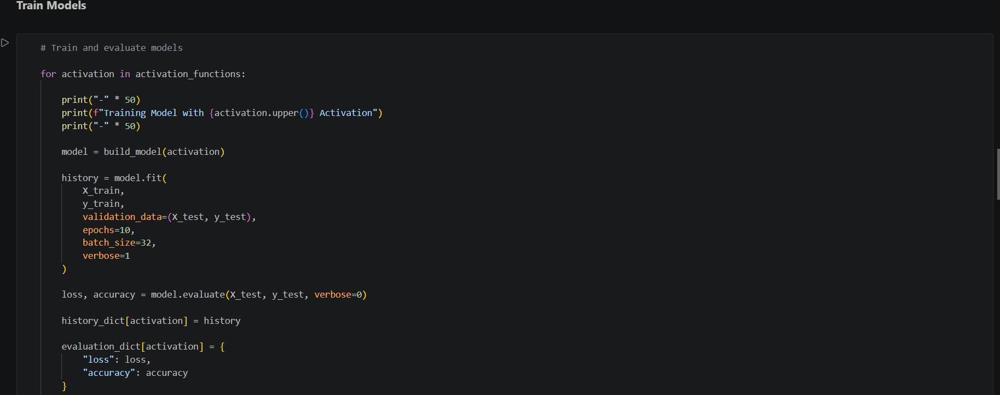 Train Models
# Train and evaluate models
for activation in activation_functions:
print("-" * 50)
print(f"Training Model with {activation.upper()} Activation")
print("-" * 50)
model = build_model(activation)
history = model.fit(
X_train,
y_train,
validation_data=(X_test, y_test),
epochs=10,
batch_size=32,
verbose=1
)
loss, accuracy = model.evaluate(X_test, y_test, verbose=0)
history_dict[activation] = history
evaluation_dict[activation] = {
"loss": loss,
"accuracy": accuracy
}